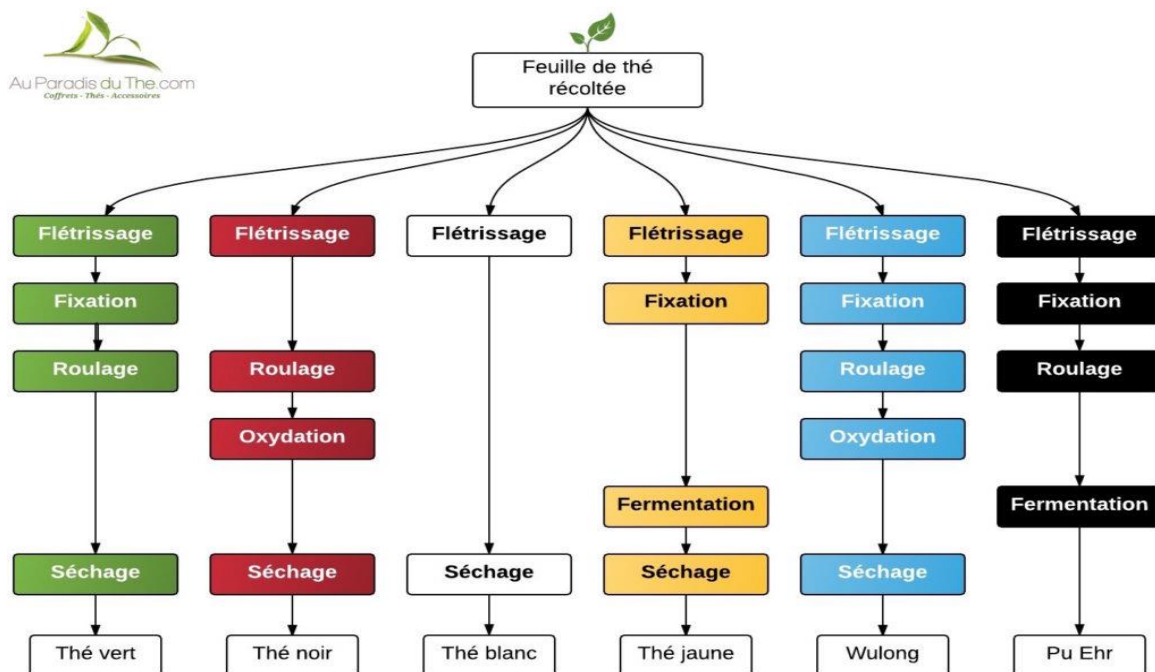 Au Paradis du The.com
Coffrets - Thés - Accessoires
Feuille de thé
récoltée
Flétrissage
Flétrissage
Flétrissage
Flétrissage
Flétrissage
Flétrissage
Fixation
Fixation
Fixation
Fixation
Roulage
Roulage
Roulage
Roulage
Oxydation
Oxydation
Fermentation
Fermentation
Séchage
Séchage
Séchage
Séchage
Séchage
Thé vert
Thé noir
Thé blanc
Thé jaune
Wulong
Pu Ehr